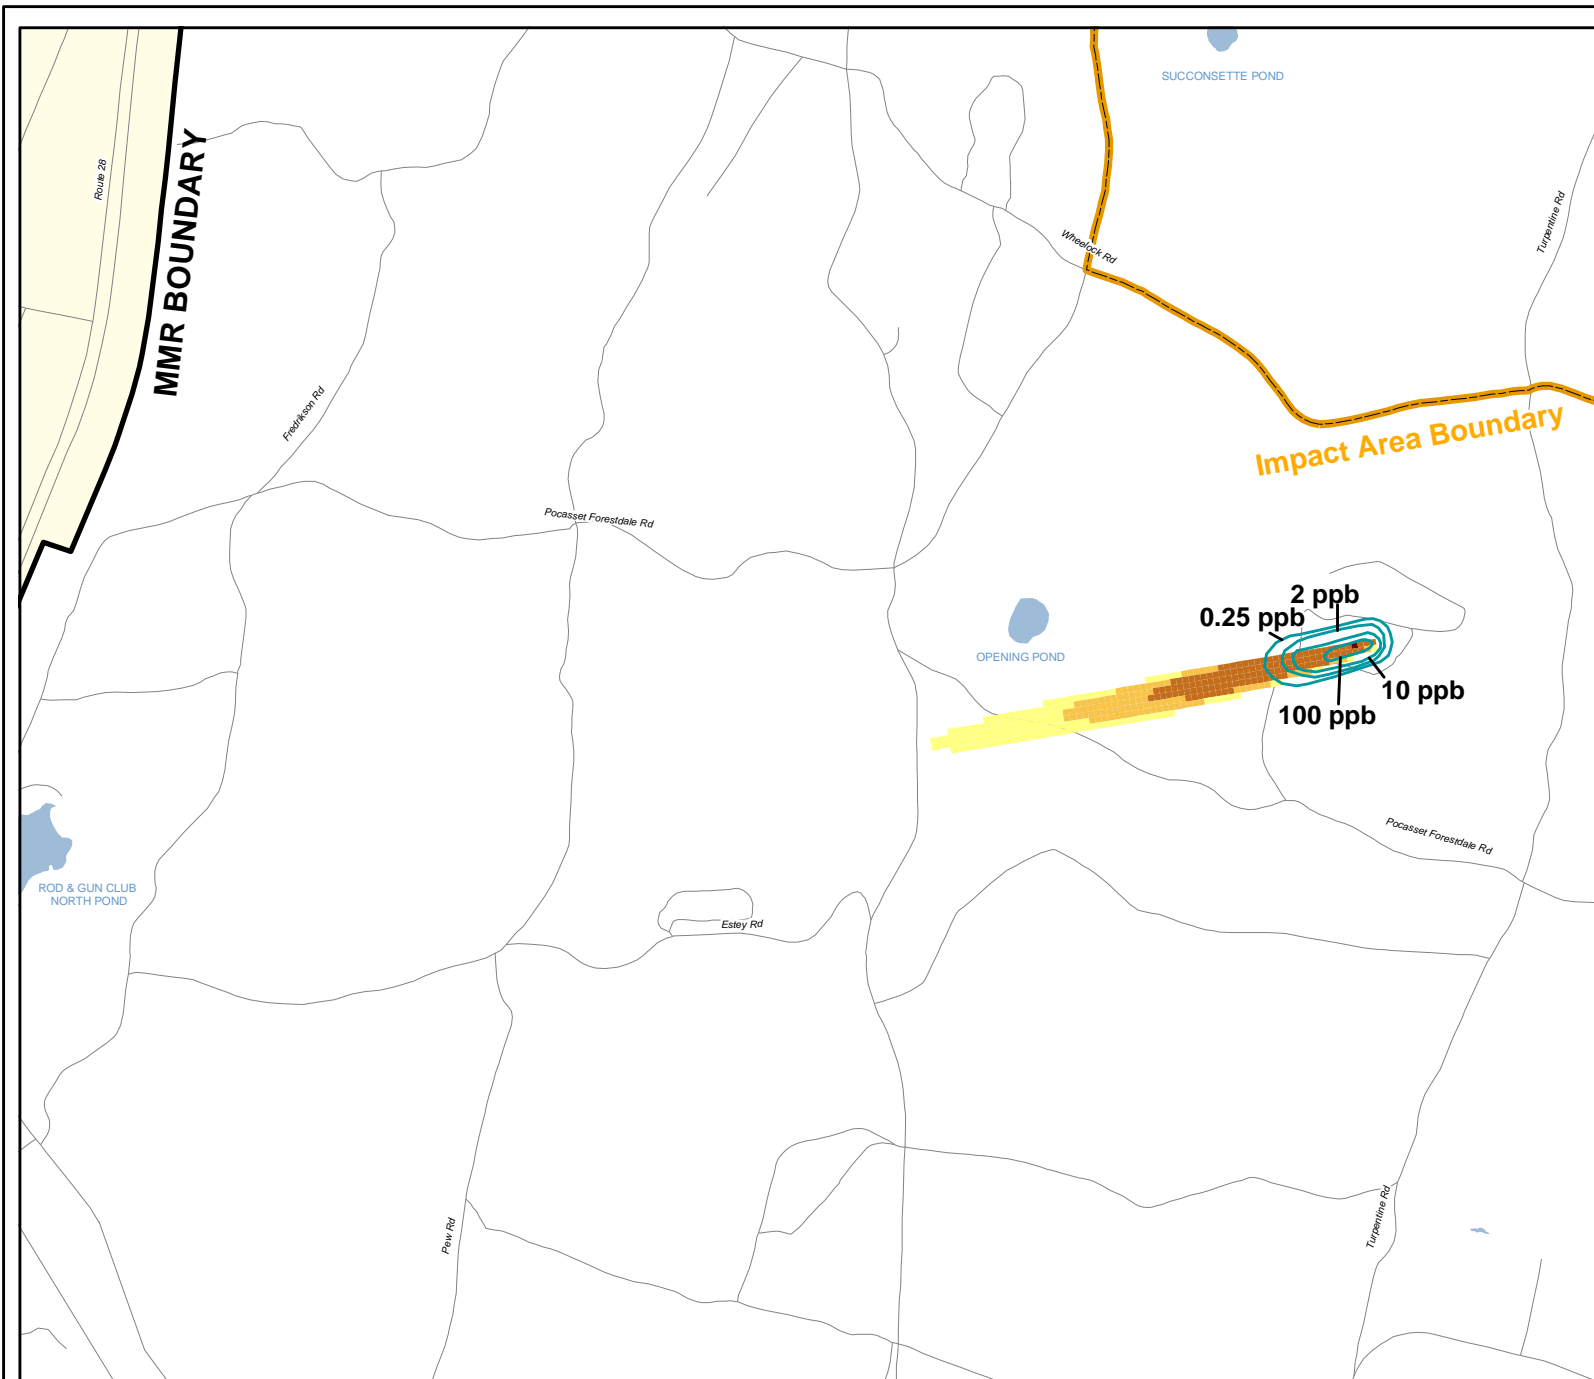 SUCCONSETTE POND
Route 28
MMR BOUNDARY
Turpentine Rd
Wheelock Rd
Fredrikson Rd
Impact Area Boundary
Pocasset Forestdale Rd
2 ppb
0.25 ppb
OPENING POND
10 ppb
100 ppb
Pocasset Forestdale Rd
ROD & GUN CLUB
NORTH POND
Estey Rd
Pew Rd
Turpentine Rd